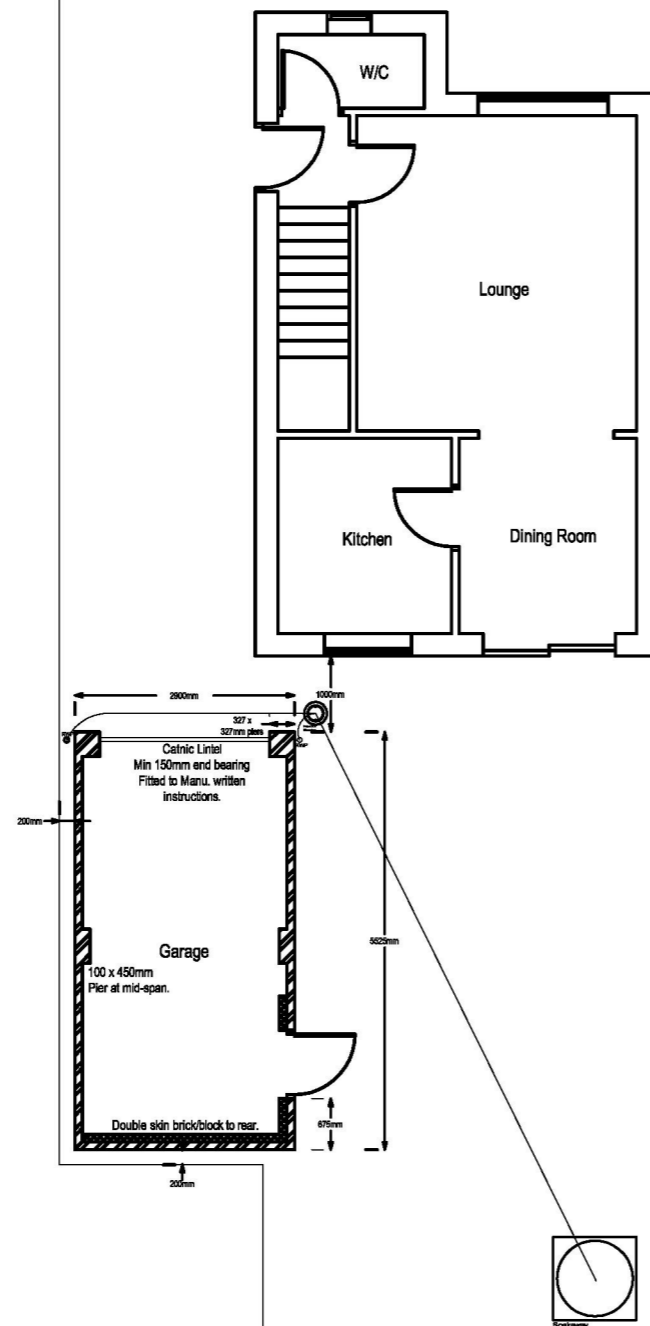 W/C
Lounge
Kitchen
Dining Room
2900mm
1000mm
327 x
327mm piers
Catnic Lintel
Min 150mm end bearing
Fitted to Manu. written
instructions.
200mm
Garage
5525mm
100 x 450mm
Pier at mid-span.
Double skin brick/block to rear.
675mm
200mm
Soakaway